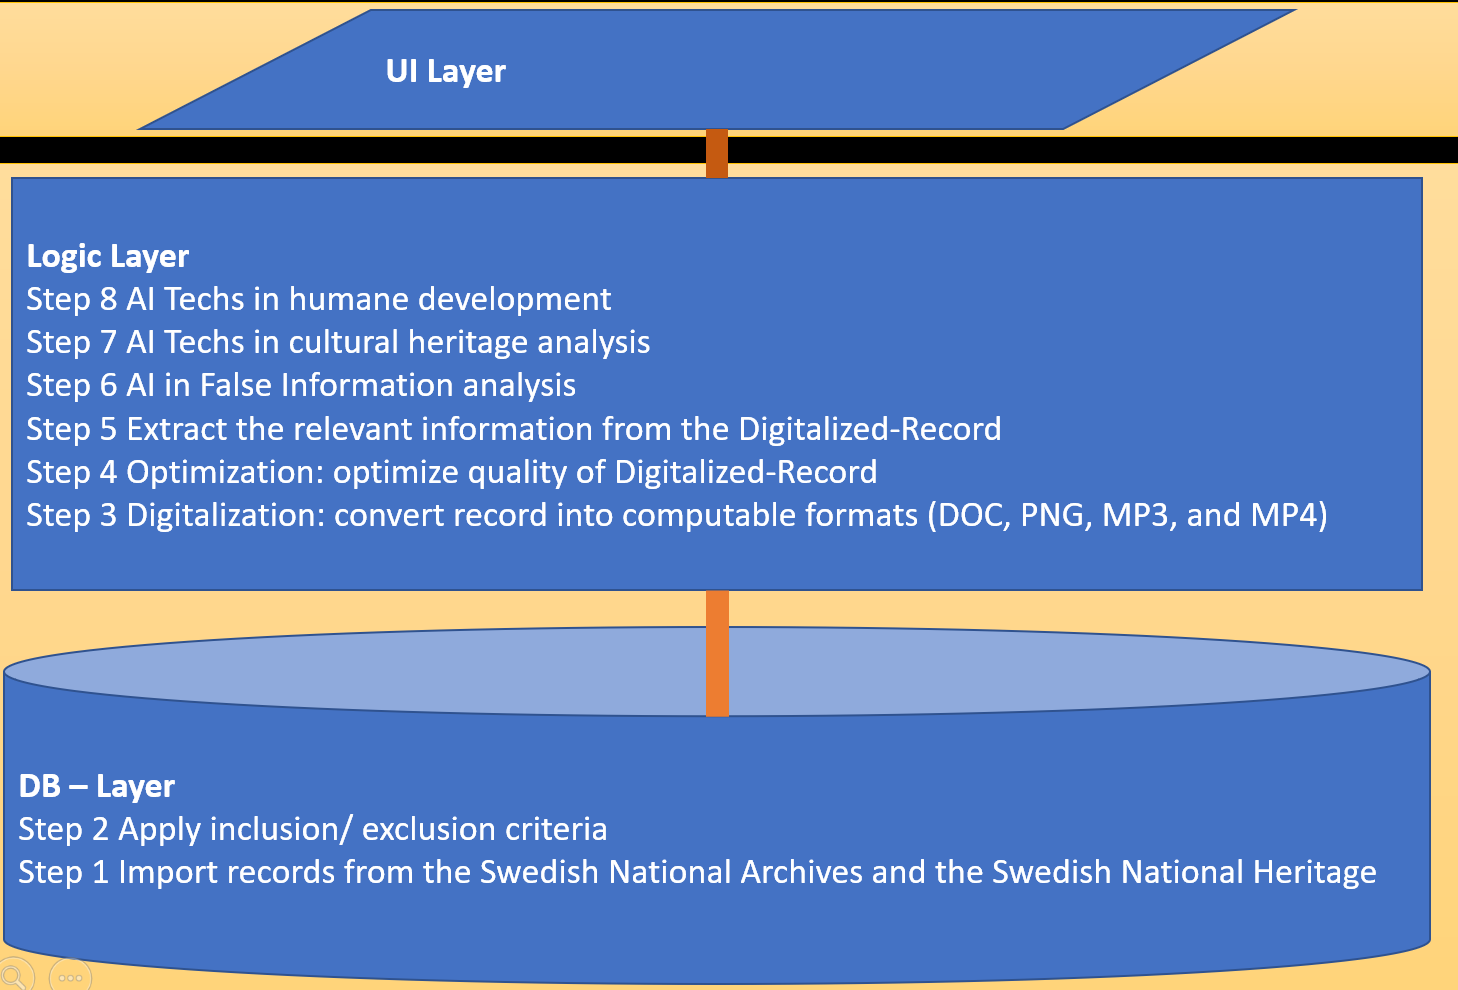 UI Layer
Logic Layer
Step 8 AI Techs in humane development
Step 7 AI Techs in cultural heritage analysis
Step 6 AI in False Information analysis
Step 5 Extract the relevant information from the Digitalized-Record
Step 4 Optimization: optimize quality of Digitalized-Record
Step 3 Digitalization: convert record into computable formats (DOC, PNG, MP3, and MP4)
DB – Layer
Step 2 Apply inclusion/ exclusion criteria
Step 1 Import records from the Swedish National Archives and the Swedish National Heritage